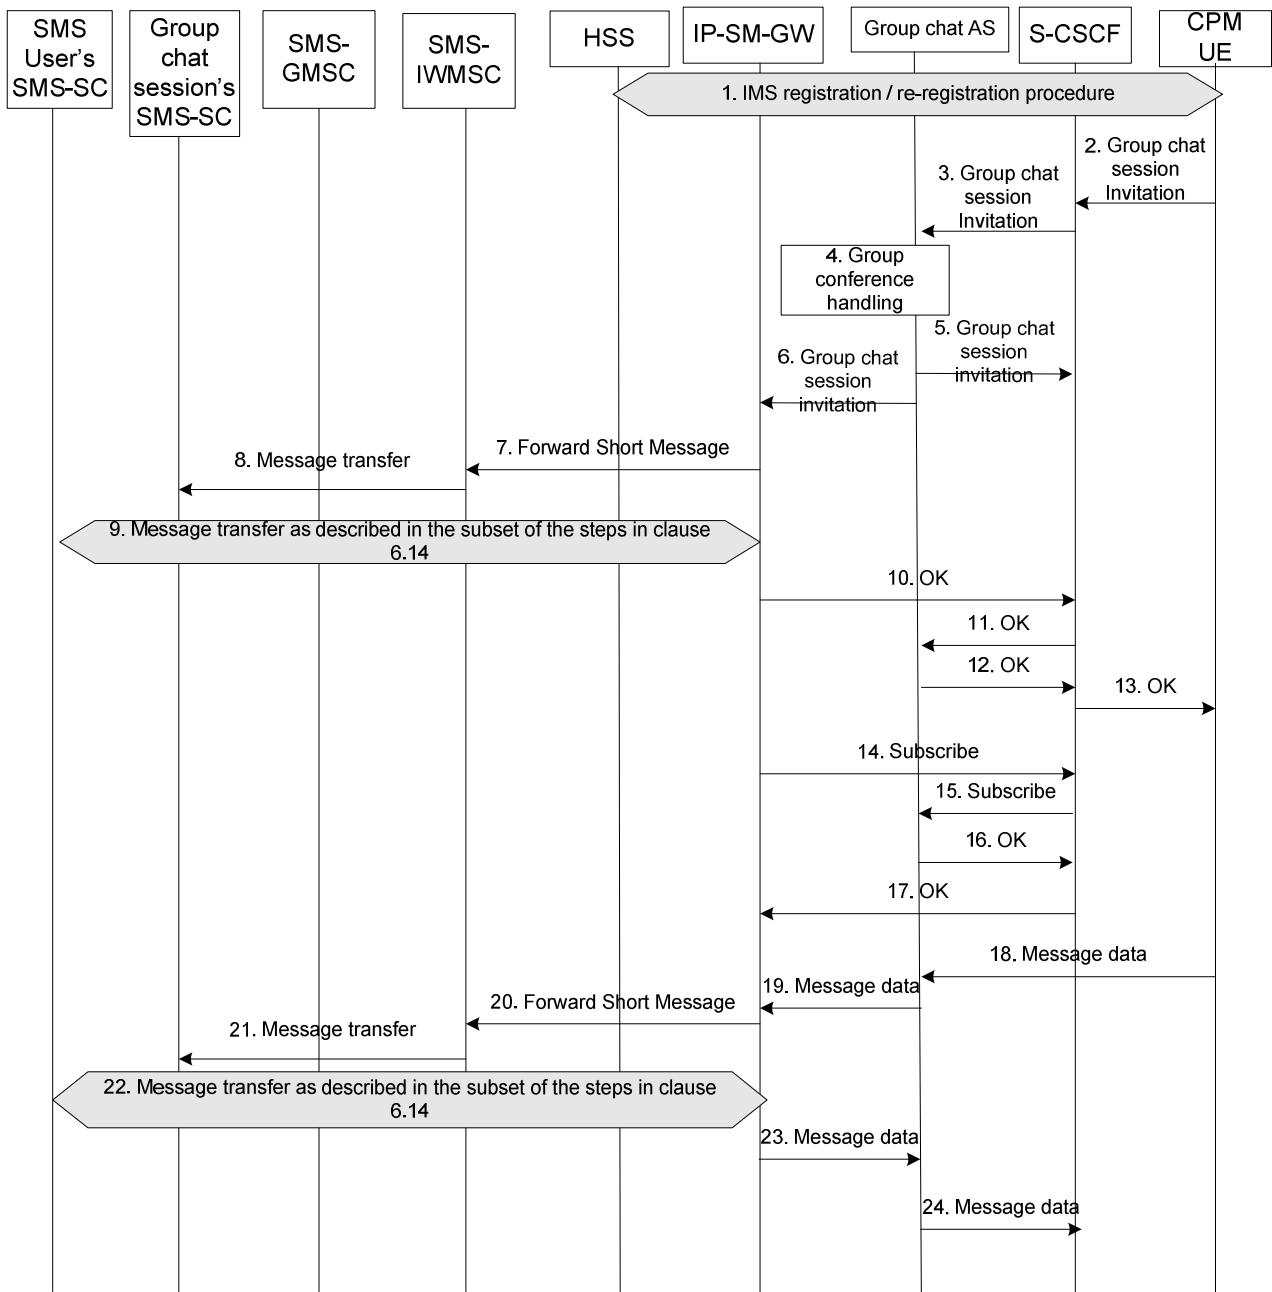 SMS
User's
SMS-SC
Group
chat
session's
SMS-SC
SMS-
GMSC
SMS-
IWMSC
HSS
IP-SM-GW
Group chat AS
S-CSCF
CPM
UE
1. IMS registration / re-registration procedure
2. Group chat
session
Invitation
3. Group chat
session
Invitation
4. Group
conference
handling
5. Group chat
session
invitation
6. Group chat
session
invitation
7. Forward Short Message
8. Message transfer
9. Message transfer as described in the subset of the steps in clause
6.14
10. OK
11. OK
12. OK
13. OK
14. Subscribe
15. Subscribe
16. OK
17. OK
18. Message data
19. Message data
20. Forward Short Message
21. Message transfer
22. Message transfer as described in the subset of the steps in clause
6.14
23. Message data
24. Message data